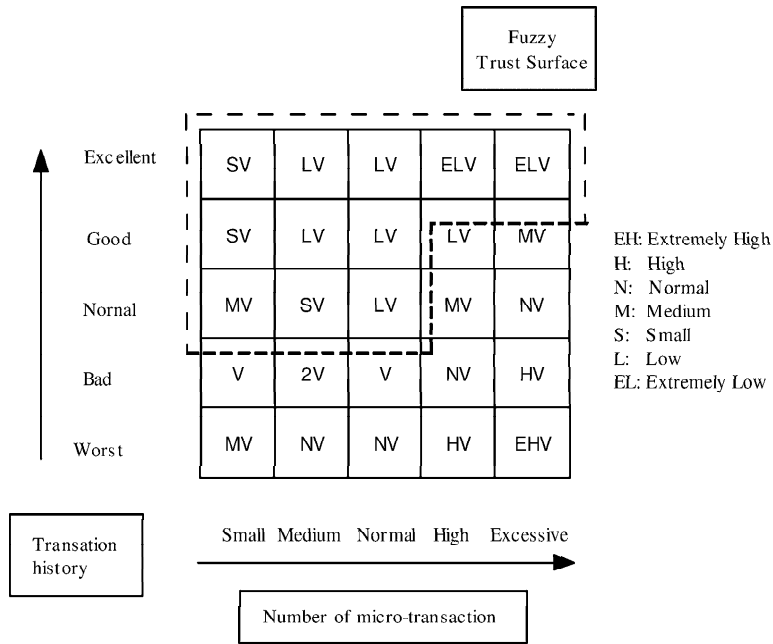 Fuzzy
Trust Surface
Excellent SV LV LV ELV ELV
Good SV LV LV LV MV
Nornal MV SV LV MV NV
Bad V 2V V NV HV
Worst MV NV NV HV EHV
EH: Extremely High
H: High
N: Normal
M: Medium
S: Small
L: Low
EL: Extremely Low
Small Medium Normal High Excessive
Transation
history
Number of micro-transaction